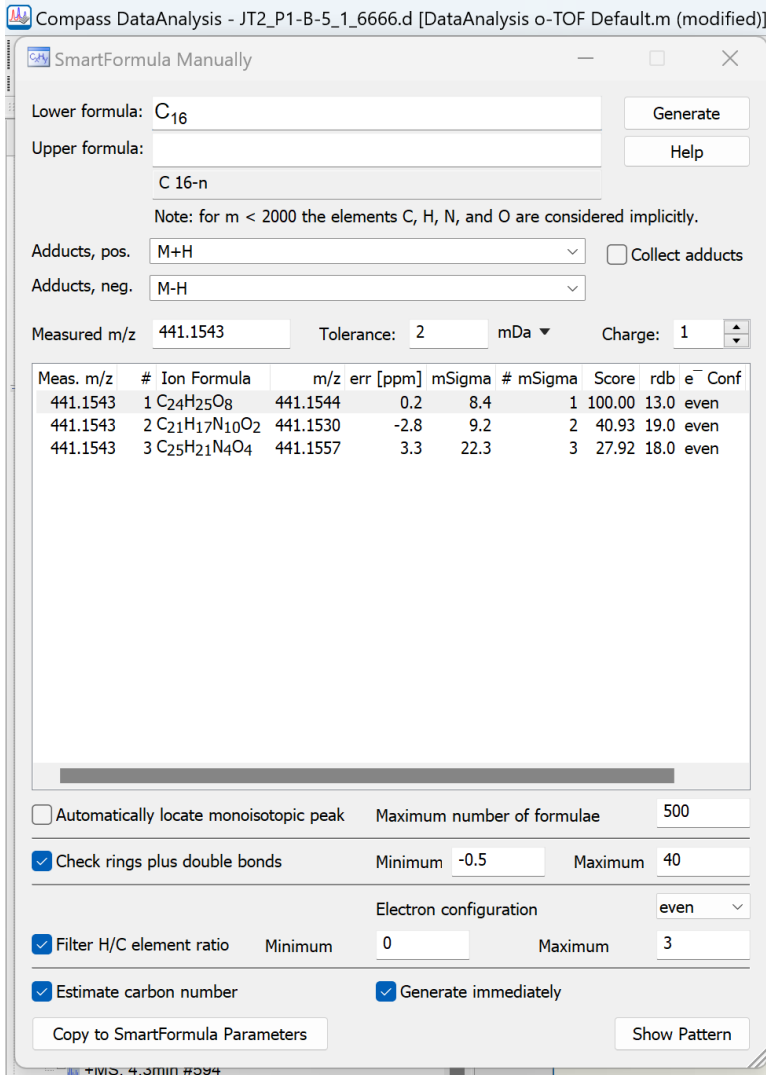 Compass DataAnalysis - JT2_P1-B-5_1_6666.d [DataAnalysis o-TOF Default.m (modified)]
SmartFormula Manually
Lower formula: C₁₆ Generate
Upper formula: Help
C 16-n
Note: for m < 2000 the elements C, H, N, and O are considered implicitly.
Adducts, pos. M+H Collect adducts
Adducts, neg. M-H
Measured m/z 441.1543 Tolerance: 2 mDa Charge: 1
Meas. m/z # Ion Formula m/z err [ppm] mSigma # mSigma Score rdb e⁻ Conf
441.1543 1 C₂₄H₂₅O₈ 441.1544 0.2 8.4 1 100.00 13.0 even
441.1543 2 C₂₁H₁₇N₁₀O₂ 441.1530 -2.8 9.2 2 40.93 19.0 even
441.1543 3 C₂₅H₂₁N₄O₄ 441.1557 3.3 22.3 3 27.92 18.0 even
Automatically locate monoisotopic peak Maximum number of formulae 500
Check rings plus double bonds Minimum -0.5 Maximum 40
Electron configuration even
Filter H/C element ratio Minimum 0 Maximum 3
Estimate carbon number Generate immediately
Copy to SmartFormula Parameters Show Pattern
+MS, 4.3min #594